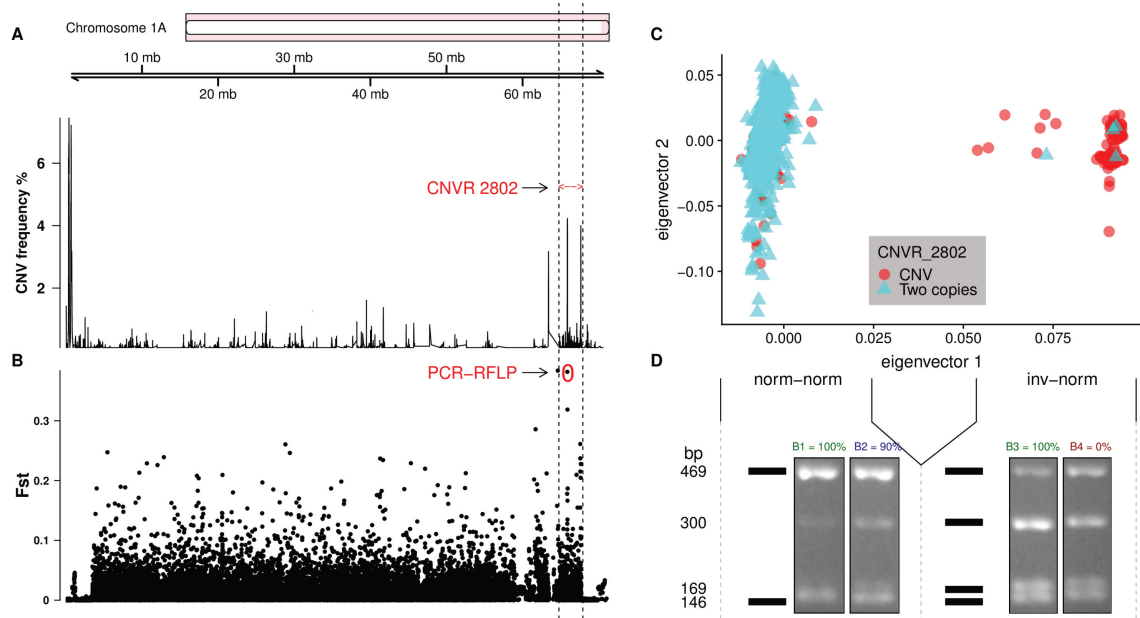 A
Chromosome 1A
10 mb
30 mb
50 mb
20 mb
40 mb
60 mb
CNV frequency %
6
4
2
CNVR 2802
B
PCR−RFLP
Fst
0.3
0.2
0.1
0
C
eigenvector 2
0.05
0.00
−0.05
−0.10
CNVR_2802
CNV
Two copies
0.000
0.025
0.050
0.075
eigenvector 1
D
norm−norm
inv−norm
B1 = 100%
B2 = 90%
B3 = 100%
B4 = 0%
bp
469
300
169
146